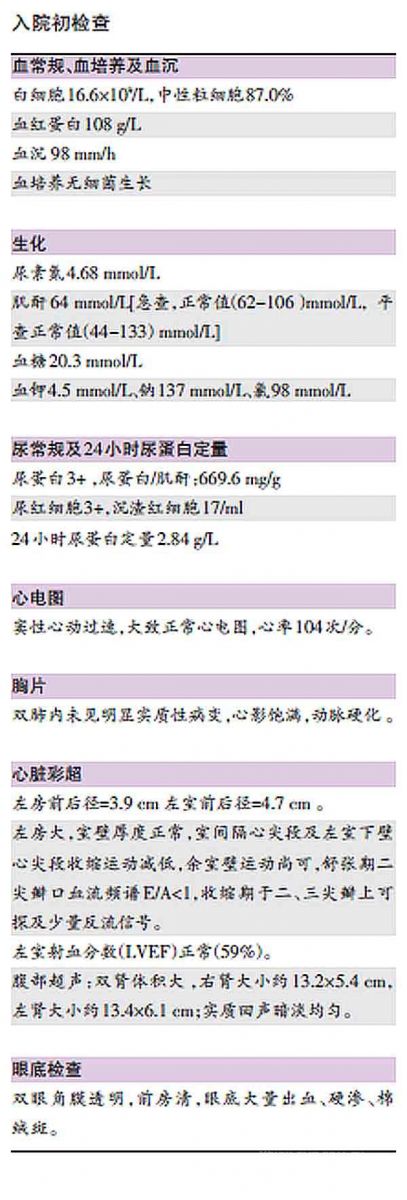 入院初检查
血常规、血培养及血沉
白细胞16.6×10⁹/L,中性粒细胞87.0%
血红蛋白108 g/L
血沉98 mm/h
血培养无细菌生长
生化
尿素氮4.68 mmol/L
肌酐64 mmol/L[急查,正常值(62-106 )mmol/L, 平
查正常值(44-133) mmol/L]
血糖20.3 mmol/L
血钾4.5 mmol/L、钠137 mmol/L、氯98 mmol/L
尿常规及24小时尿蛋白定量
尿蛋白3+ ,尿蛋白/肌酐:669.6 mg/g
尿红细胞3+,沉渣红细胞17/ml
24小时尿蛋白定量2.84 g/L
心电图
窦性心动过速,大致正常心电图,心率104次/分。
胸片
双肺内未见明显实质性病变,心影饱满,动脉硬化 。
心脏彩超
左房前后径=3.9 cm 左室前后径=4.7 cm 。
左房大,室壁厚度正常,室间隔心尖段及左室下壁
心尖段收缩运动减低,余室壁运动尚可,舒张期二
尖瓣口血流频谱E/A<1,收缩期于二、三尖瓣上可
探及少量反流信号。
左室射血分数(LVEF)正常(59%)。
腹部超声:双肾体积大 ,右肾大小约13.2×5.4 cm,
左肾大小约13.4×6.1 cm;实质回声暗淡均匀。
眼底检查
双眼角膜透明,前房清,眼底大量出血、硬渗、棉
绒斑。